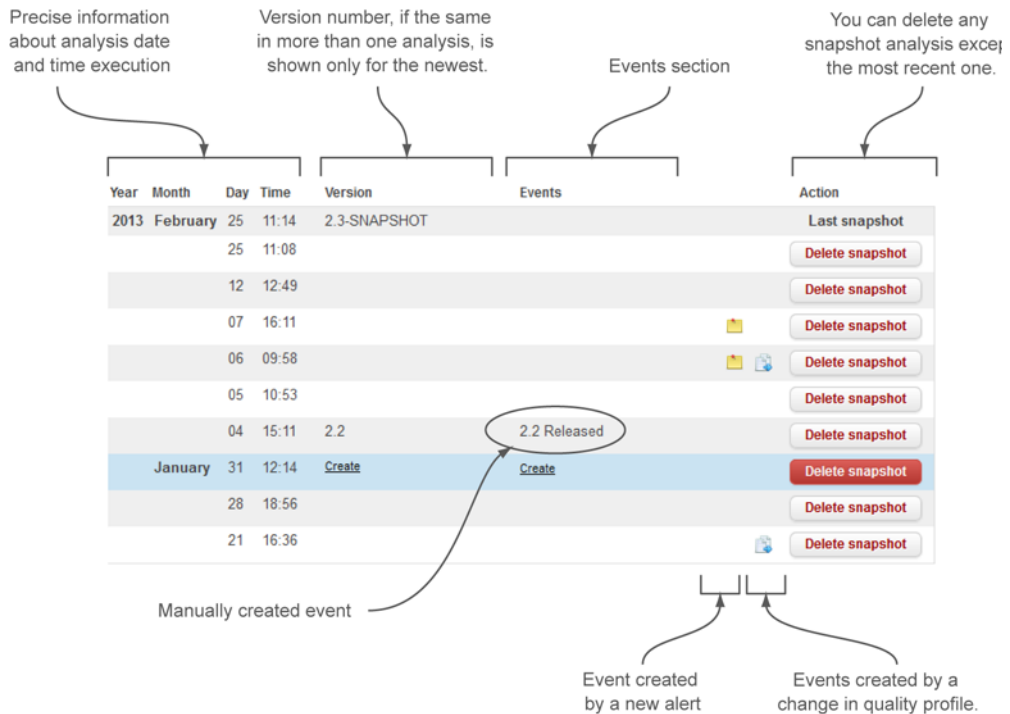 Precise information
about analysis date
and time execution
Version number, if the same
in more than one analysis, is
shown only for the newest.
Events section
You can delete any
snapshot analysis excep
the most recent one.
Year Month Day Time Version Events Action
2013 February 25 11:14 2.3-SNAPSHOT Last snapshot
25 11:08 Delete snapshot
12 12:49 Delete snapshot
07 16:11 Delete snapshot
06 09:58 Delete snapshot
05 10:53 Delete snapshot
04 15:11 2.2 2.2 Released Delete snapshot
January 31 12:14 Create Create Delete snapshot
28 18:56 Delete snapshot
21 16:36 Delete snapshot
Manually created event
Event created
by a new alert
Events created by a
change in quality profile.